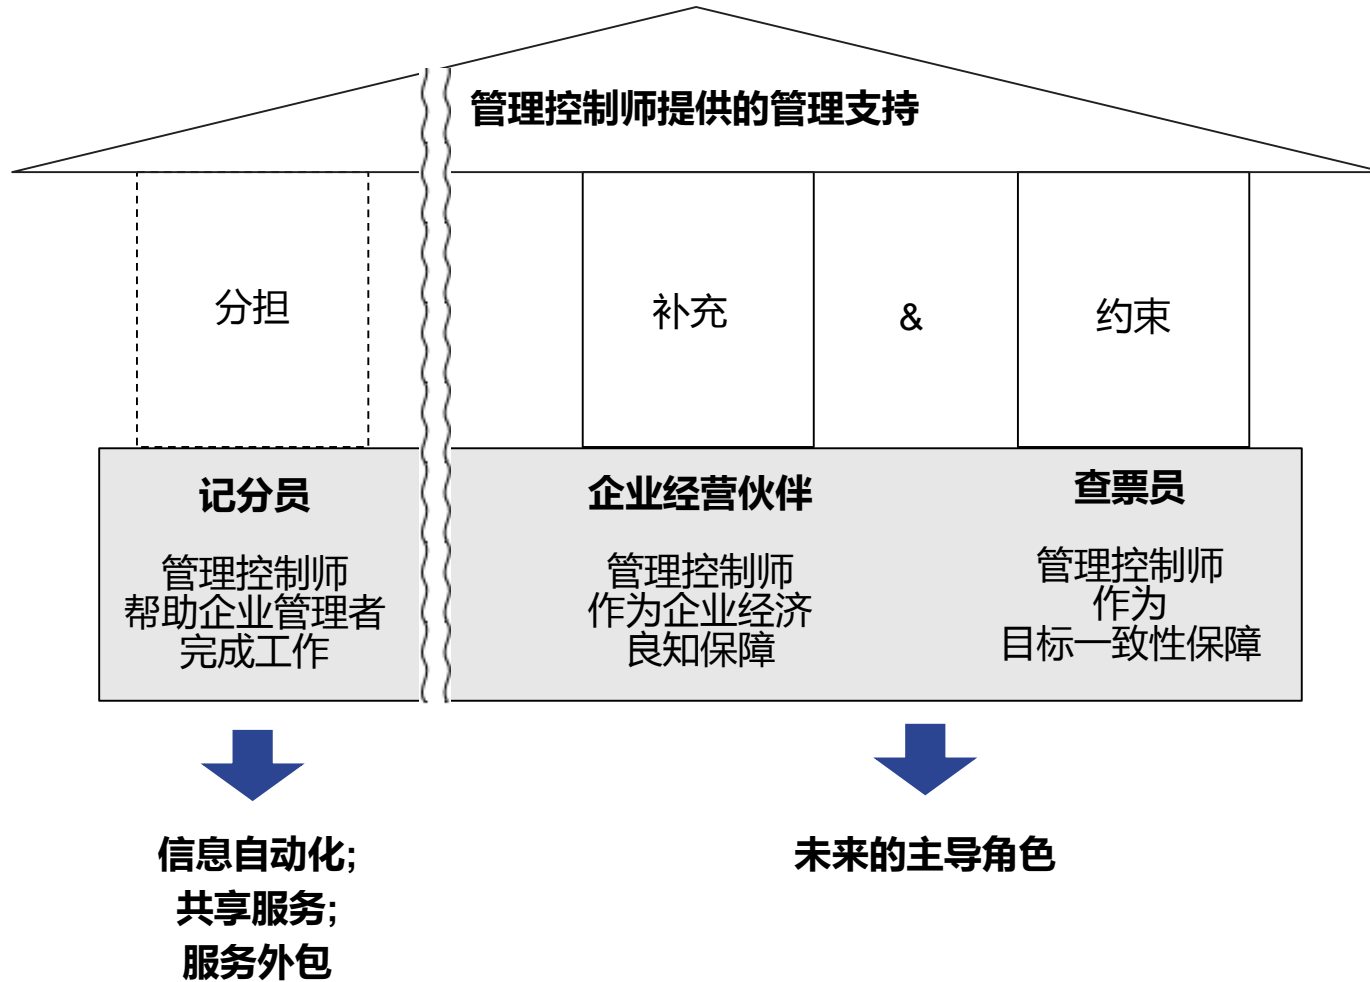 管理控制师提供的管理支持
分担
补充
&
约束
记分员
管理控制师
帮助企业管理者
完成工作
企业经营伙伴
管理控制师
作为企业经济
良知保障
查票员
管理控制师
作为
目标一致性保障
信息自动化;
共享服务;
服务外包
未来的主导角色